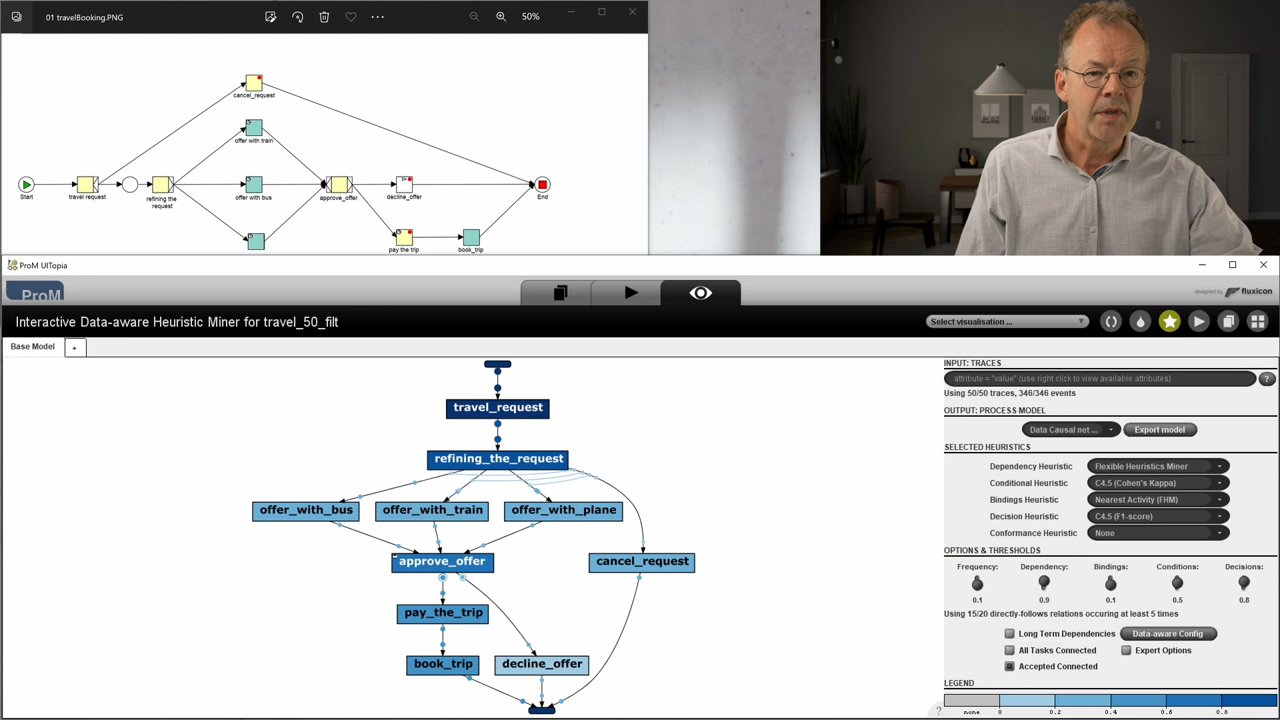 01 travelBooking.PNG
50%
cancel_request
offer with train
Start
travel request
refining the
request
offer with bus
approve_offer
decline_offer
End
pay the trip
book_trip
ProM UITopia
ProM
designed by
fluxicon
Interactive Data-aware Heuristic Miner for travel_50_filt
Select visualisation ...
Base Model
+
travel_request
refining_the_request
offer_with_bus
offer_with_train
offer_with_plane
approve_offer
cancel_request
pay_the_trip
book_trip
decline_offer
INPUT: TRACES
attribute = "value" (use right click to view available attributes)
?
Using 50/50 traces, 346/346 events
OUTPUT: PROCESS MODEL
Data Causal net ...
Export model
SELECTED HEURISTICS
Dependency Heuristic
Flexible Heuristics Miner
Conditional Heuristic
C4.5 (Cohen's Kappa)
Bindings Heuristic
Nearest Activity (FHM)
Decision Heuristic
C4.5 (F1-score)
Conformance Heuristic
None
OPTIONS & THRESHOLDS
Frequency:
Dependency:
Bindings:
Conditions:
Decisions:
0.1
0.9
0.1
0.5
0.8
Using 15/20 directly-follows relations occuring at least 5 times
Long Term Dependencies
Data-aware Config
All Tasks Connected
Expert Options
Accepted Connected
LEGEND
?
none
0
0.2
0.4
0.6
0.8